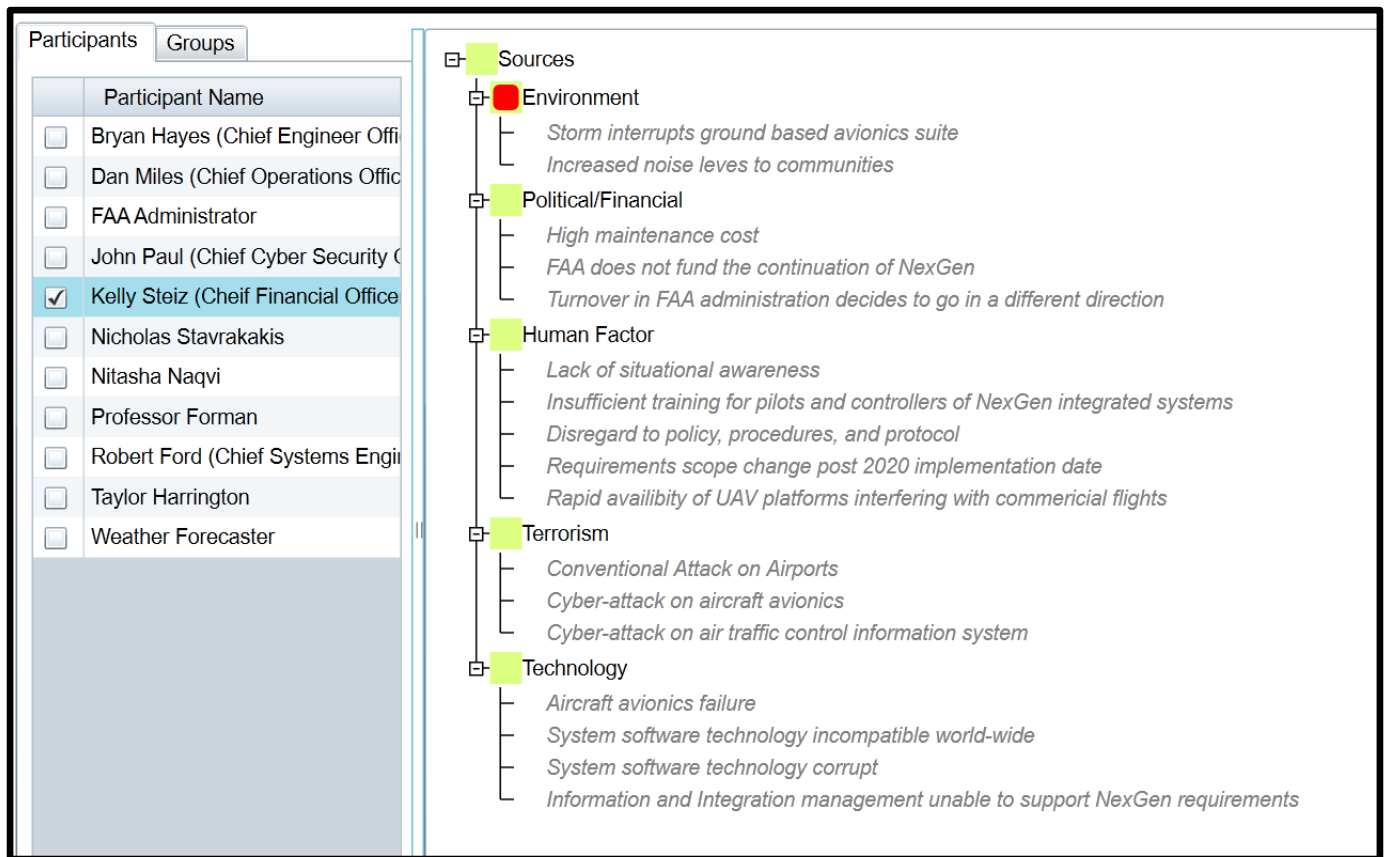 Participants
Groups
Participant Name
Bryan Hayes (Chief Engineer Offi
Dan Miles (Chief Operations Offic
FAA Administrator
John Paul (Chief Cyber Security (
Kelly Steiz (Cheif Financial Office
Nicholas Stavrakakis
Nitasha Naqvi
Professor Forman
Robert Ford (Chief Systems Engi
Taylor Harrington
Weather Forecaster
Sources
Environment
Storm interrupts ground based avionics suite
Increased noise leves to communities
Political/Financial
High maintenance cost
FAA does not fund the continuation of NexGen
Turnover in FAA administration decides to go in a different direction
Human Factor
Lack of situational awareness
Insufficient training for pilots and controllers of NexGen integrated systems
Disregard to policy, procedures, and protocol
Requirements scope change post 2020 implementation date
Rapid availibity of UAV platforms interfering with commericial flights
Terrorism
Conventional Attack on Airports
Cyber-attack on aircraft avionics
Cyber-attack on air traffic control information system
Technology
Aircraft avionics failure
System software technology incompatible world-wide
System software technology corrupt
Information and Integration management unable to support NexGen requirements